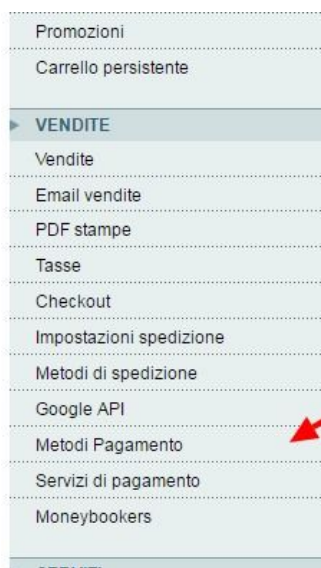 Promozioni
Carrello persistente
VENDITE
Vendite
Email vendite
PDF stampe
Tasse
Checkout
Impostazioni spedizione
Metodi di spedizione
Google API
Metodi Pagamento
Servizi di pagamento
Moneybookers